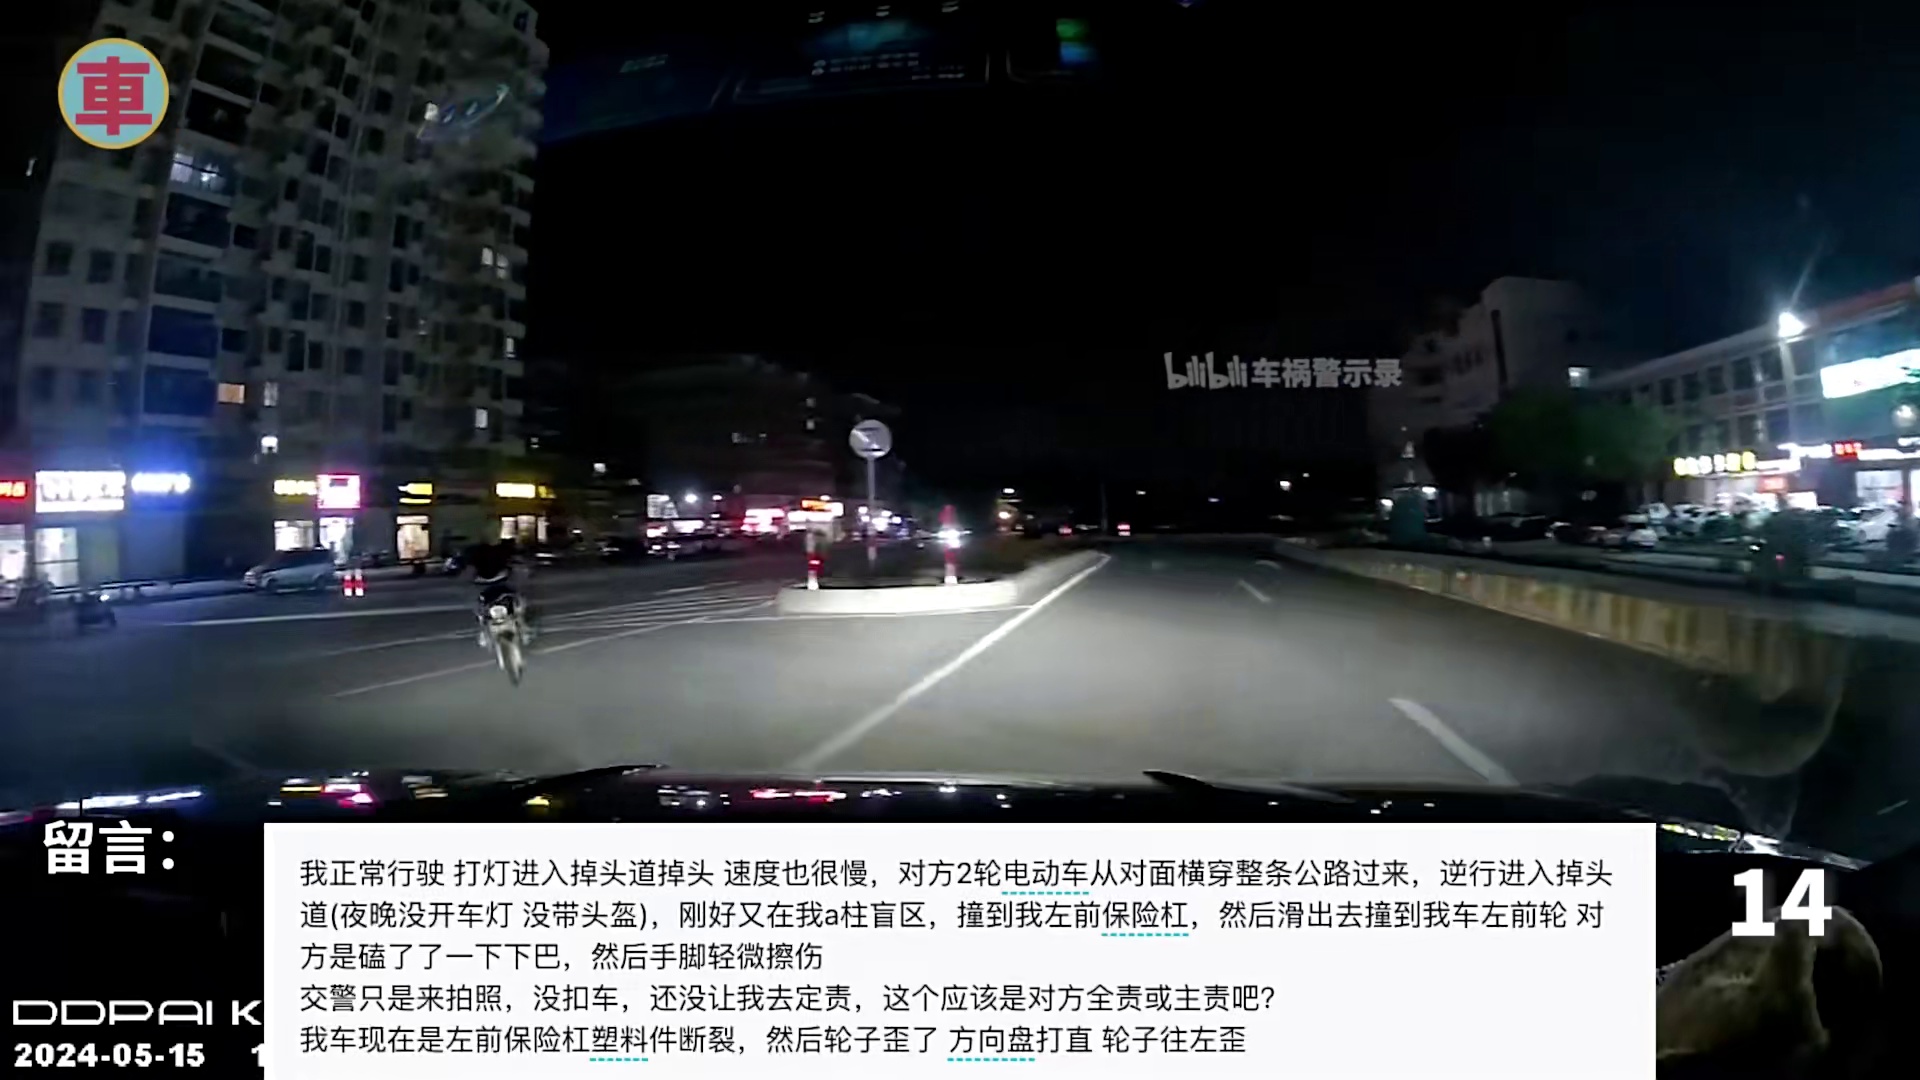 車
bilibili 车祸警示录
留言：
我正常行驶 打灯进入掉头道掉头 速度也很慢，对方2轮电动车从对面横穿整条公路过来，逆行进入掉头
道(夜晚没开车灯 没带头盔)，刚好又在我a柱盲区，撞到我左前保险杠，然后滑出去撞到我车左前轮 对
方是磕了了一下下巴，然后手脚轻微擦伤
交警只是来拍照，没扣车，还没让我去定责，这个应该是对方全责或主责吧？
我车现在是左前保险杠塑料件断裂，然后轮子歪了 方向盘打直 轮子往左歪
14
DDPAI K
2024-05-15 1